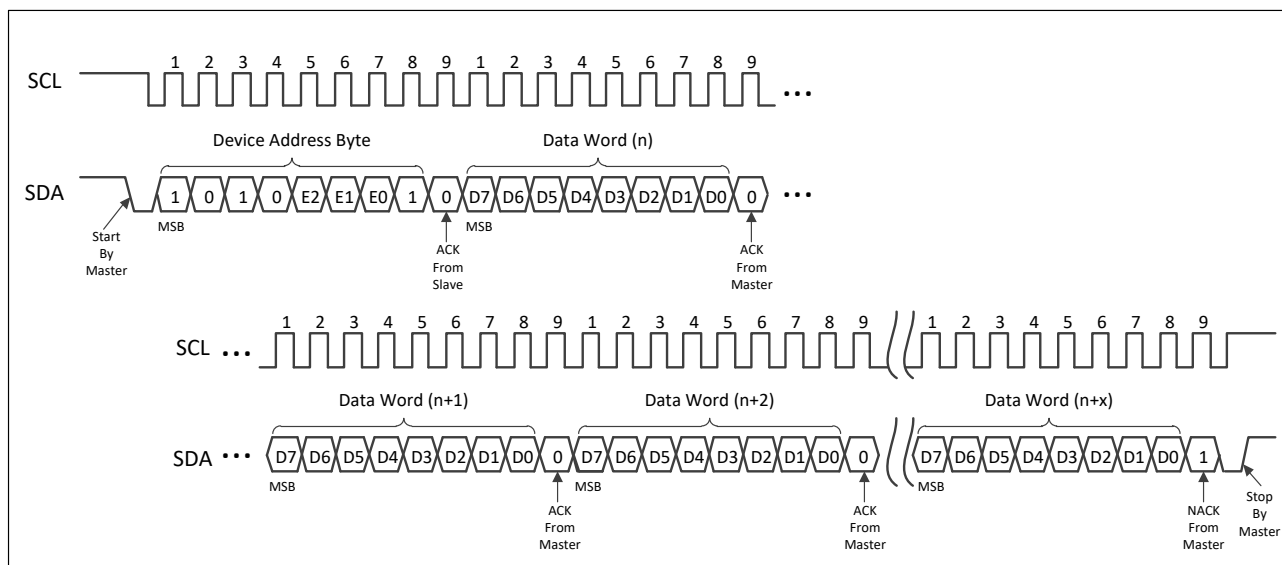 1 2 3 4 5 6 7 8 9 1 2 3 4 5 6 7 8 9
SCL •••
Device Address Byte Data Word (n)
SDA 1 0 1 0 E2 E1 E0 1 0 D7 D6 D5 D4 D3 D2 D1 D0 0 •••
MSB MSB
Start
By
Master
ACK
From
Slave
ACK
From
Master
1 2 3 4 5 6 7 8 9 1 2 3 4 5 6 7 8 9 1 2 3 4 5 6 7 8 9
SCL •••
Data Word (n+1) Data Word (n+2) Data Word (n+x)
SDA ••• D7 D6 D5 D4 D3 D2 D1 D0 0 D7 D6 D5 D4 D3 D2 D1 D0 0 D7 D6 D5 D4 D3 D2 D1 D0 1
MSB MSB MSB
ACK
From
Master
ACK
From
Master
NACK
From
Master
Stop
By
Master